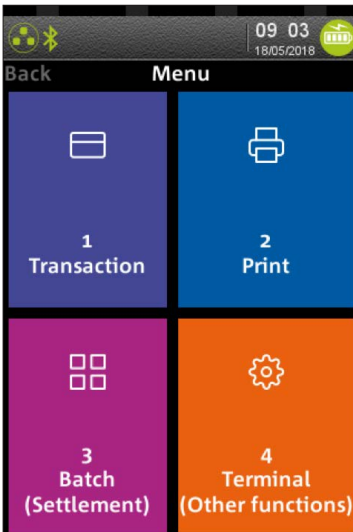 09 03
18/05/2018
Back Menu
1
Transaction
2
Print
3
Batch
(Settlement)
4
Terminal
(Other functions)